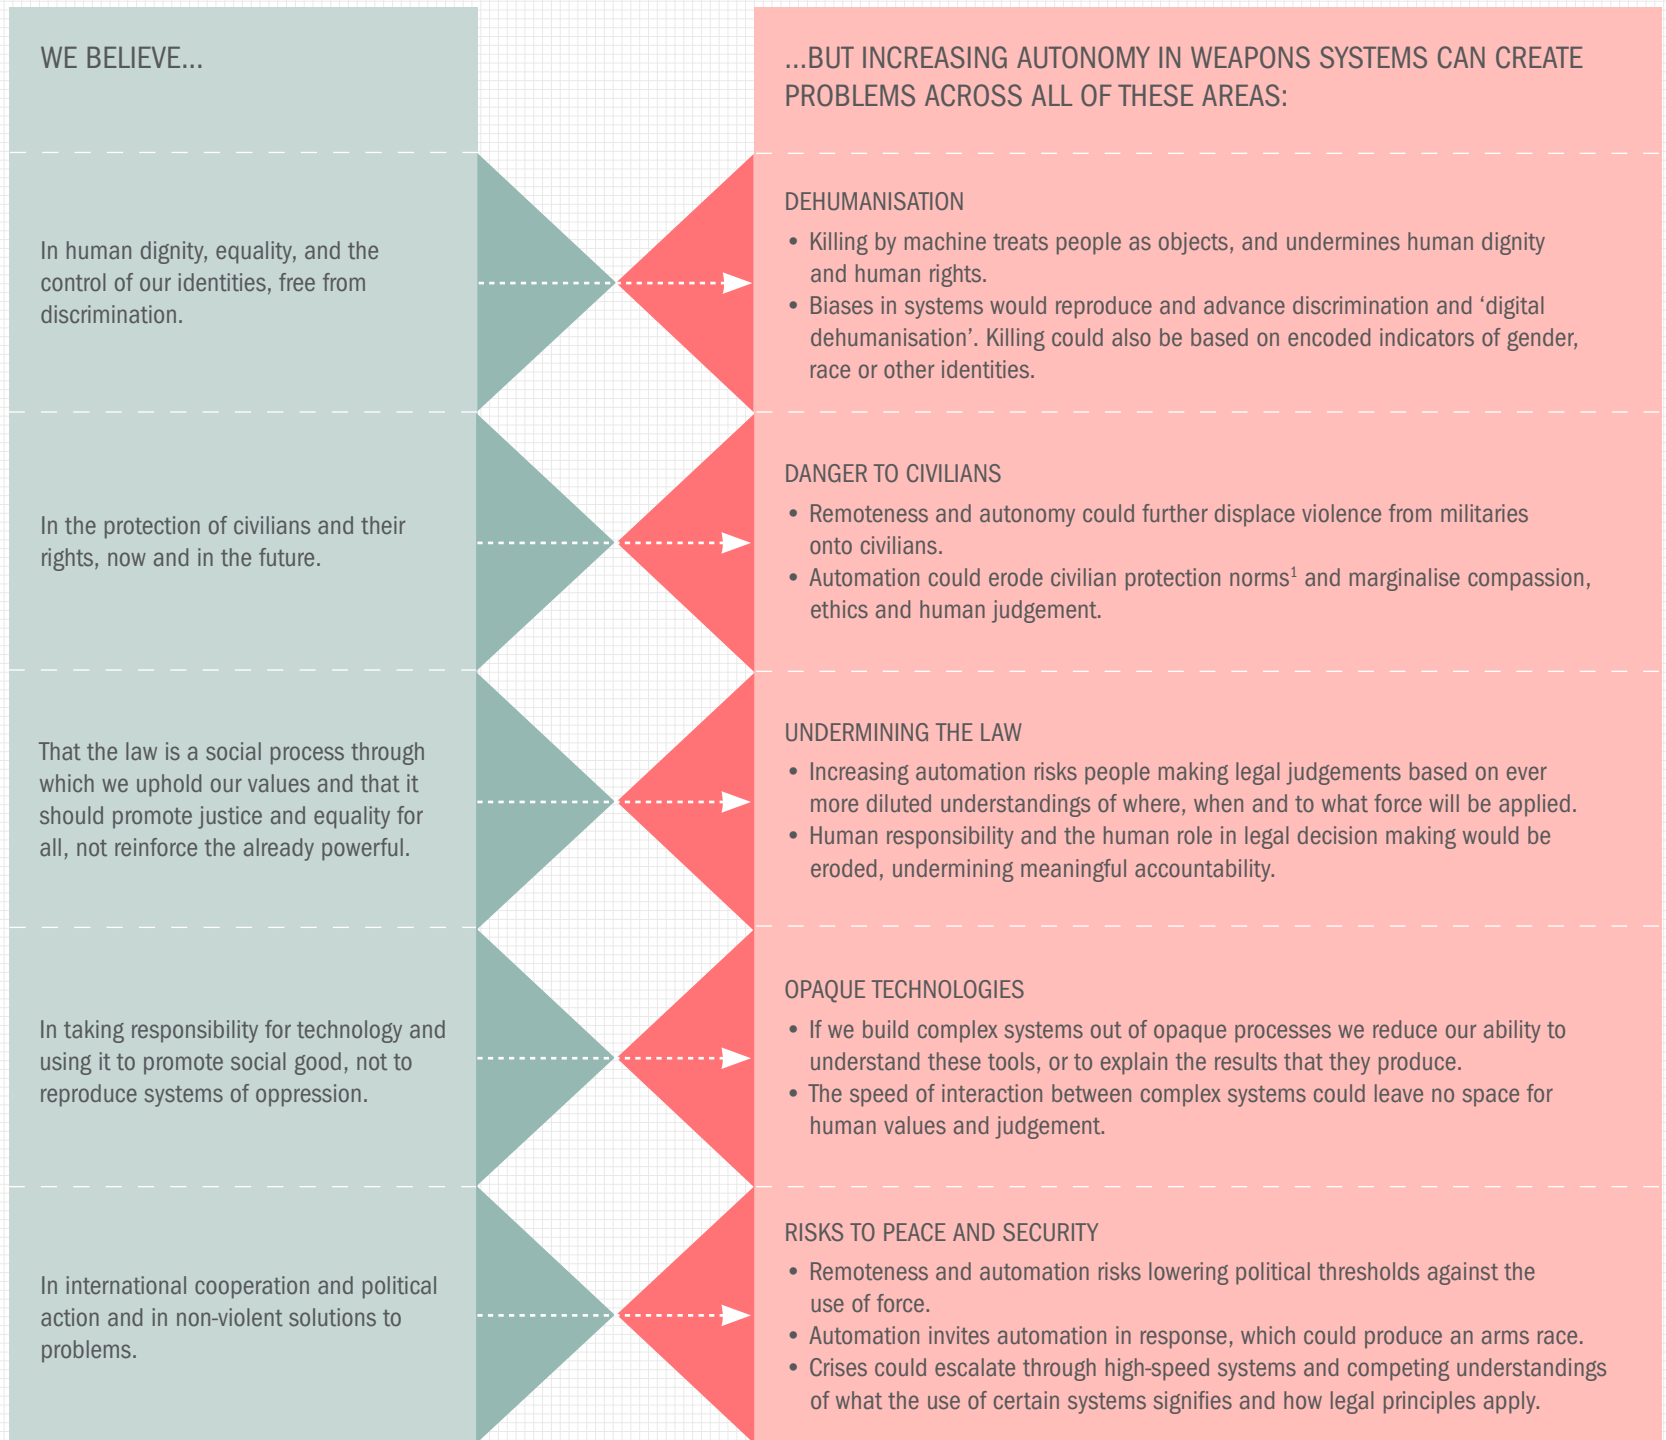 WE BELIEVE...
...BUT INCREASING AUTONOMY IN WEAPONS SYSTEMS CAN CREATE
PROBLEMS ACROSS ALL OF THESE AREAS:
In human dignity, equality, and the
control of our identities, free from
discrimination.
DEHUMANISATION
• Killing by machine treats people as objects, and undermines human dignity
and human rights.
• Biases in systems would reproduce and advance discrimination and ‘digital
dehumanisation’. Killing could also be based on encoded indicators of gender,
race or other identities.
In the protection of civilians and their
rights, now and in the future.
DANGER TO CIVILIANS
• Remoteness and autonomy could further displace violence from militaries
onto civilians.
• Automation could erode civilian protection norms¹ and marginalise compassion,
ethics and human judgement.
That the law is a social process through
which we uphold our values and that it
should promote justice and equality for
all, not reinforce the already powerful.
UNDERMINING THE LAW
• Increasing automation risks people making legal judgements based on ever
more diluted understandings of where, when and to what force will be applied.
• Human responsibility and the human role in legal decision making would be
eroded, undermining meaningful accountability.
In taking responsibility for technology and
using it to promote social good, not to
reproduce systems of oppression.
OPAQUE TECHNOLOGIES
• If we build complex systems out of opaque processes we reduce our ability to
understand these tools, or to explain the results that they produce.
• The speed of interaction between complex systems could leave no space for
human values and judgement.
In international cooperation and political
action and in non-violent solutions to
problems.
RISKS TO PEACE AND SECURITY
• Remoteness and automation risks lowering political thresholds against the
use of force.
• Automation invites automation in response, which could produce an arms race.
• Crises could escalate through high-speed systems and competing understandings
of what the use of certain systems signifies and how legal principles apply.